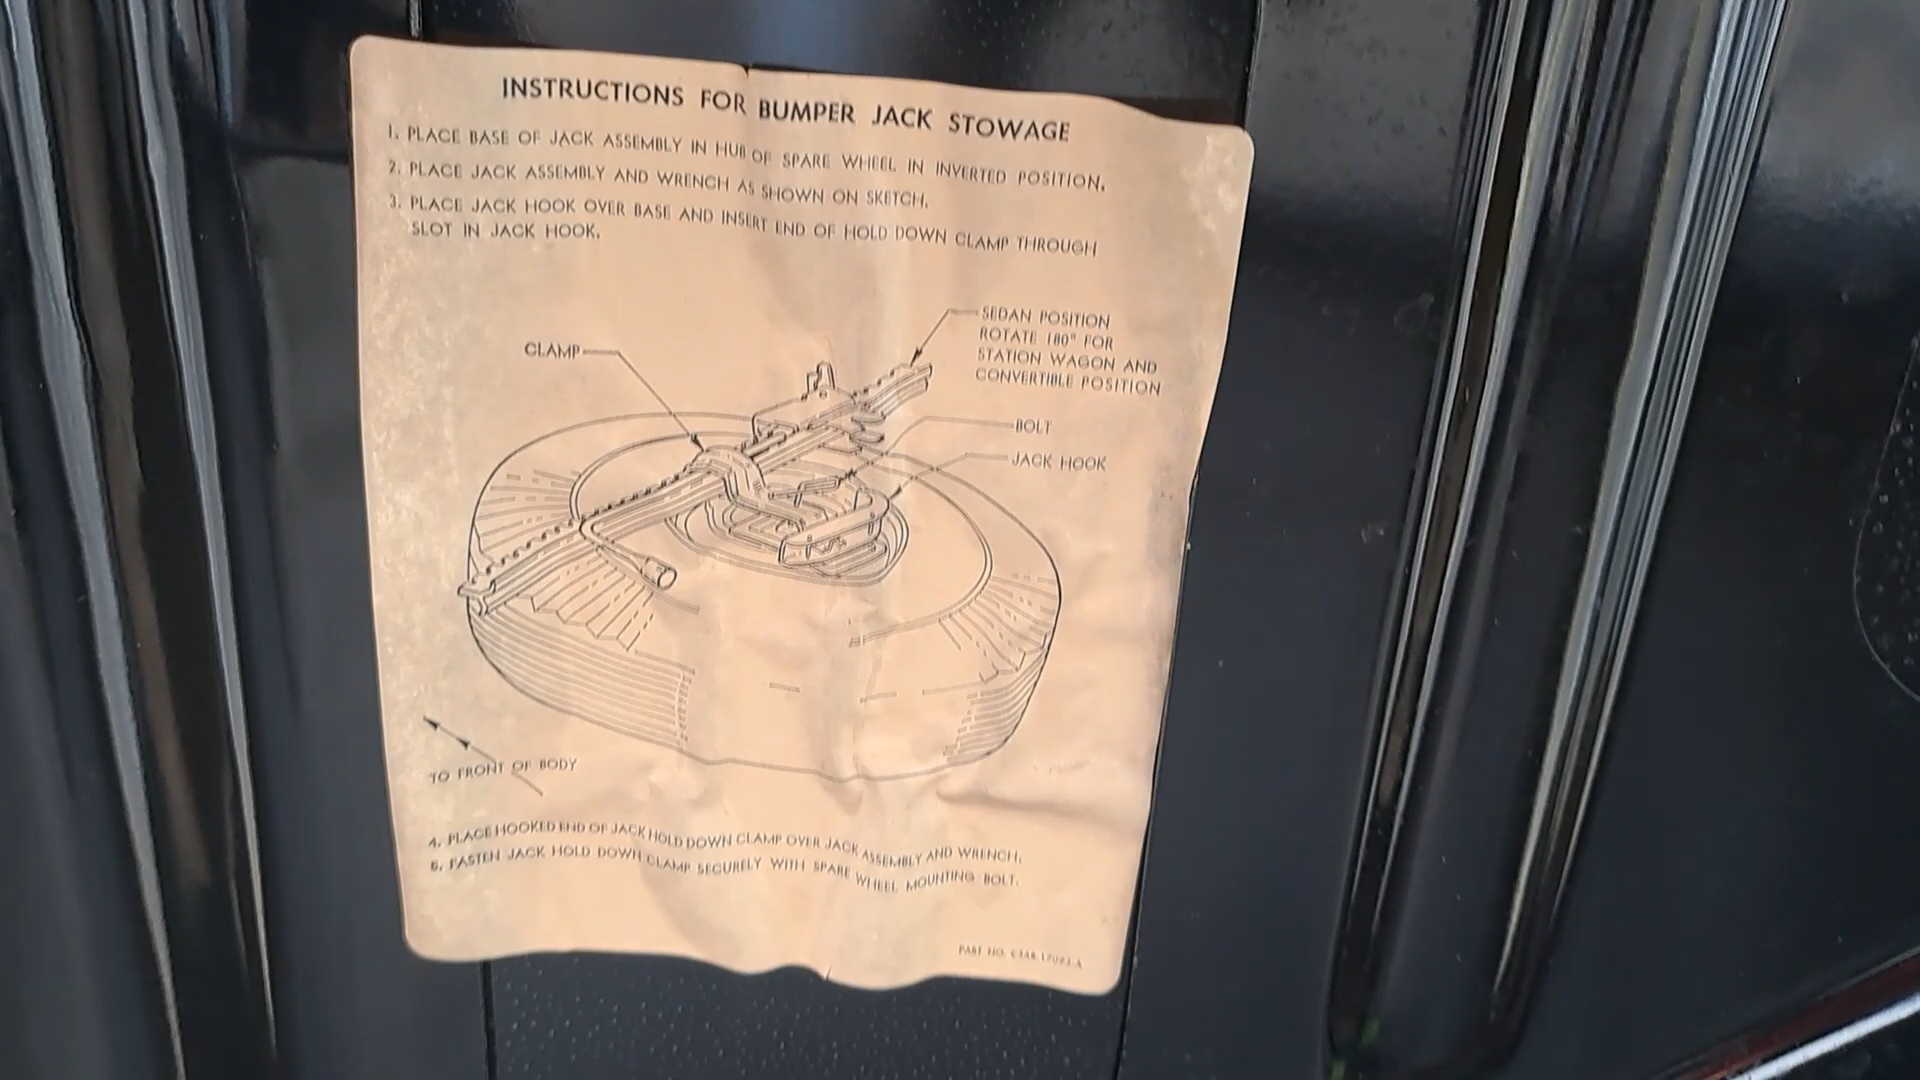 INSTRUCTIONS FOR BUMPER JACK STOWAGE
1. PLACE BASE OF JACK ASSEMBLY IN HUB OF SPARE WHEEL IN INVERTED POSITION.
2. PLACE JACK ASSEMBLY AND WRENCH AS SHOWN ON SKETCH.
3. PLACE JACK HOOK OVER BASE AND INSERT END OF HOLD DOWN CLAMP THROUGH
SLOT IN JACK HOOK.
SEDAN POSITION
ROTATE 180° FOR
STATION WAGON AND
CONVERTIBLE POSITION
CLAMP
BOLT
JACK HOOK
TO FRONT OF BODY
4. PLACE HOOKED END OF JACK HOLD DOWN CLAMP OVER JACK ASSEMBLY AND WRENCH.
5. FASTEN JACK HOLD DOWN CLAMP SECURELY WITH SPARE WHEEL MOUNTING BOLT.
PART NO.